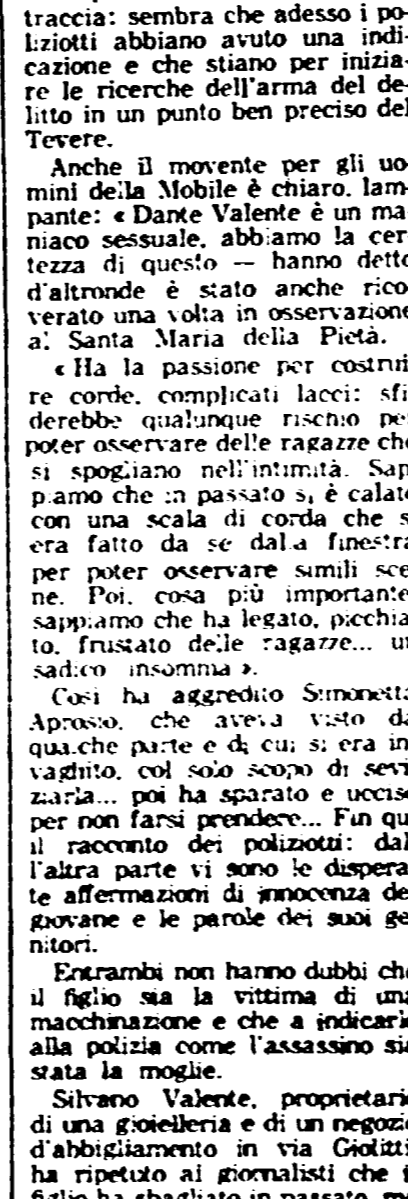 traccia: sembra che adesso i po-
liziotti abbiano avuto una indi-
cazione e che stiano per inizia-
re le ricerche dell'arma del de-
litto in un punto ben preciso del
Tevere.
Anche il movente per gli uo-
mini della Mobile è chiaro, lam-
pante: « Dante Valente è un ma-
niaco sessuale, abbiamo la cer-
tezza di questo — hanno detto
d'altronde è stato anche rico-
verato una volta in osservazione
al Santa Maria della Pietà.
« Ha la passione per costrui-
re corde, complicati lacci: sfi-
derebbe qualunque rischio pe
poter osservare delle ragazze che
si spogliano nell'intimità. Sap
piamo che in passato si è calato
con una scala di corda che s
era fatto da se dalla finestra
per poter osservare simili sce
ne. Poi, cosa più importante
sappiamo che ha legato, picchia
to, frustato delle ragazze... un
sadico insomma ».
Così ha aggredito Simonetta
Aprosio, che aveva visto da
qualche parte e di cui si era in
vaghito, col solo scopo di sevi
ziarla... poi ha sparato e ucciso
per non farsi prendere... Fin qu
il racconto dei poliziotti: dal
l'altra parte vi sono le dispera
te affermazioni di innocenza de
giovane e le parole dei suoi ge
nitori.
Entrambi non hanno dubbi che
il figlio sia la vittima di una
macchinazione e che a indicarl
alla polizia come l'assassino sia
stata la moglie.
Silvano Valente, proprietari
di una gioielleria e di un negozio
d'abbigliamento in via Giolitti
ha ripetuto ai giornalisti che i
figlio ha sbagliato in passato